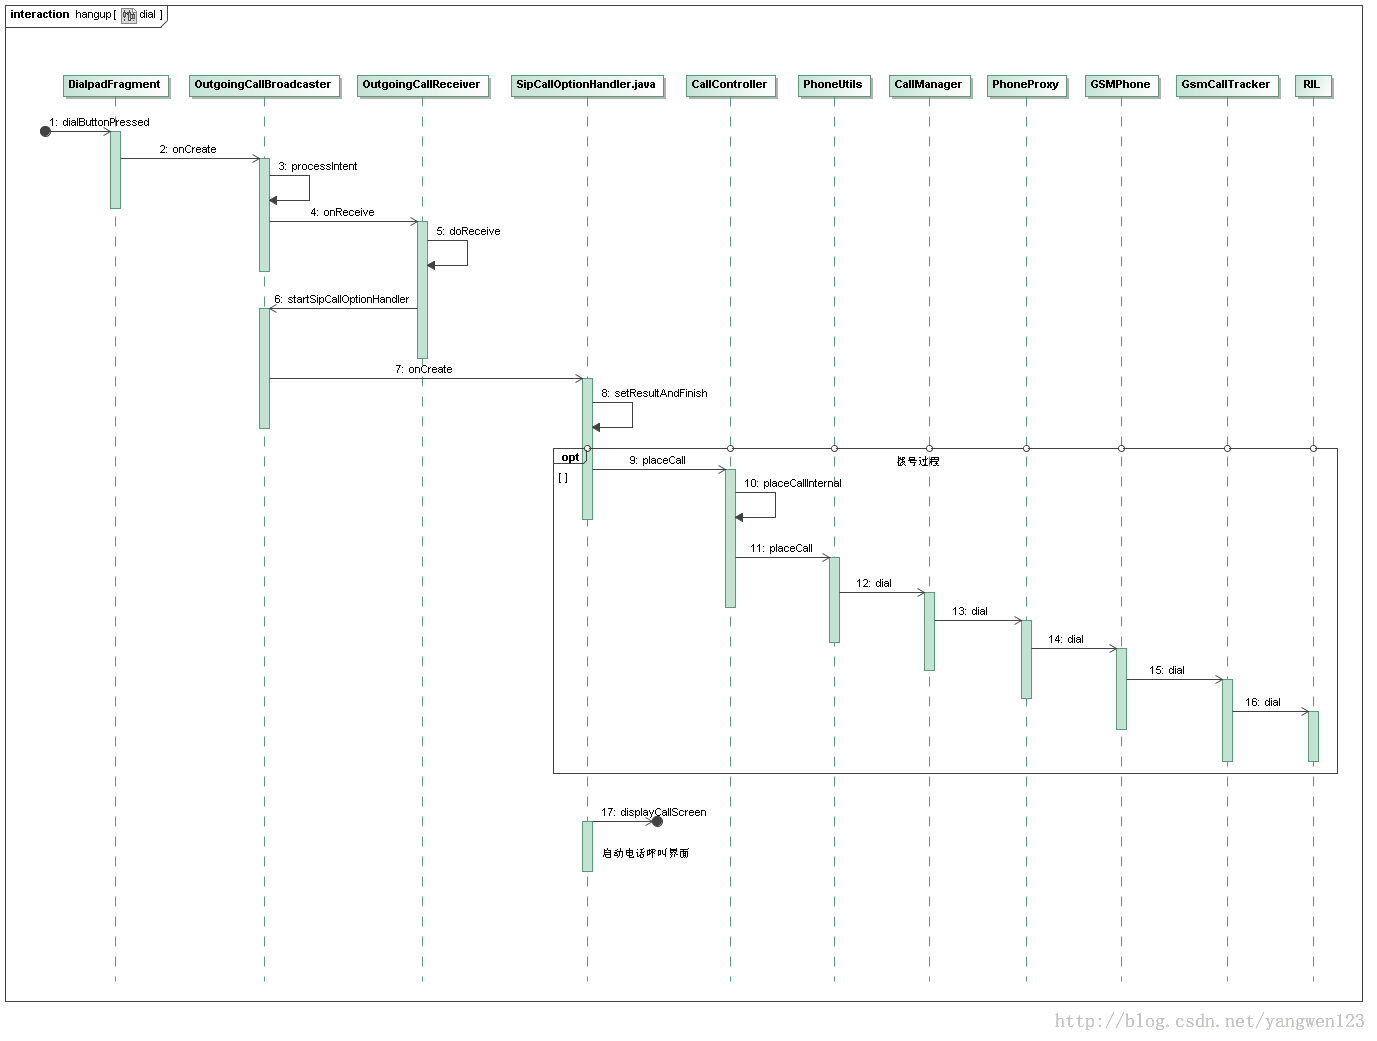 interaction hangup[ dial ]
DialpadFragment
OutgoingCallBroadcaster
OutgoingCallReceiver
SipCallOptionHandler.java
CallController
PhoneUtils
CallManager
PhoneProxy
GSMPhone
GsmCallTracker
RIL
1: dialButtonPressed
2: onCreate
3: processIntent
4: onReceive
5: doReceive
6: startSipCallOptionHandler
7: onCreate
8: setResultAndFinish
opt
[ ]
9: placeCall
拨号过程
10: placeCallInternal
11: placeCall
12: dial
13: dial
14: dial
15: dial
16: dial
17: displayCallScreen
启动电话呼叫界面
http://blog.csdn.net/yangwen123